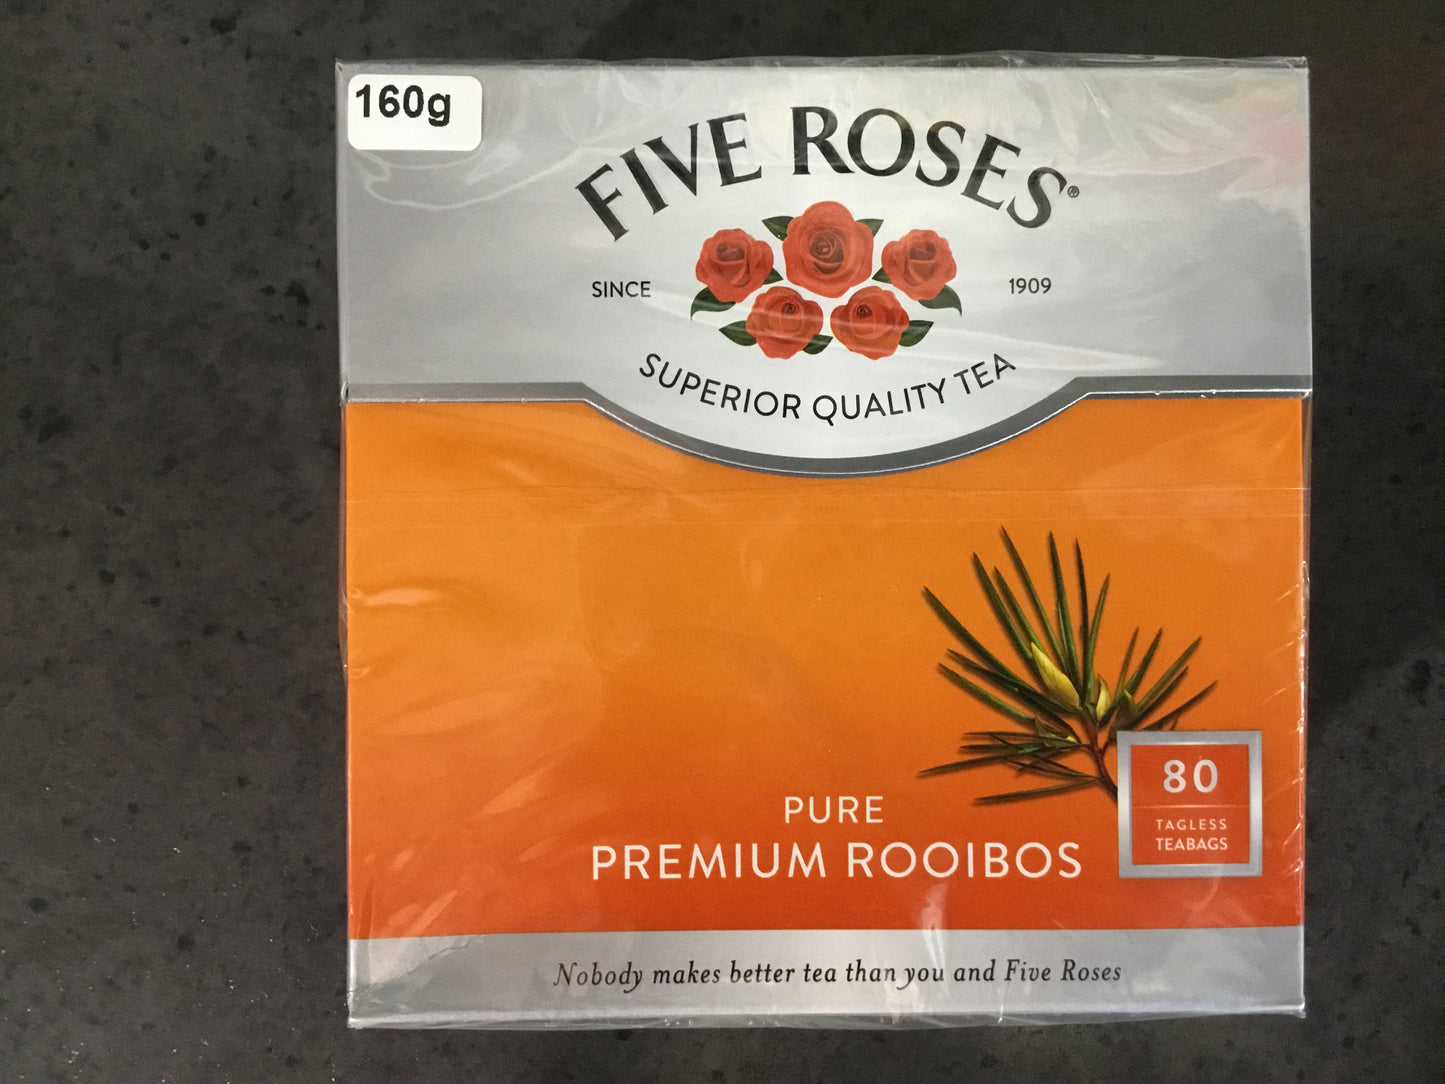 160g
FIVE ROSES®
SINCE 1909
SUPERIOR QUALITY TEA
80
TAGLESS
TEABAGS
PURE
PREMIUM ROOIBOS
Nobody makes better tea than you and Five Roses